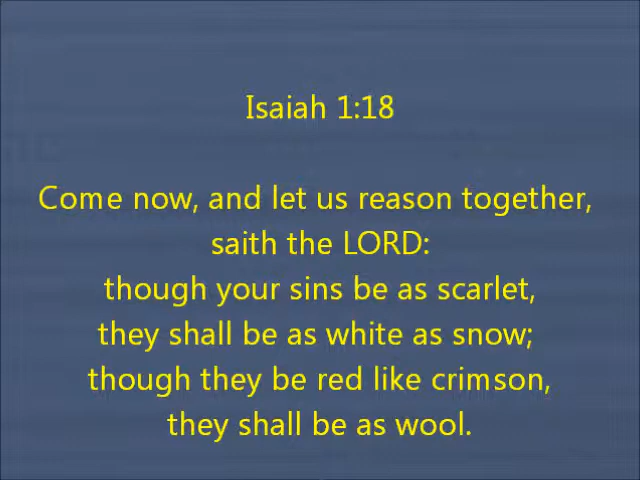 Isaiah 1:18
Come now, and let us reason together,
saith the LORD:
though your sins be as scarlet,
they shall be as white as snow;
though they be red like crimson,
they shall be as wool.